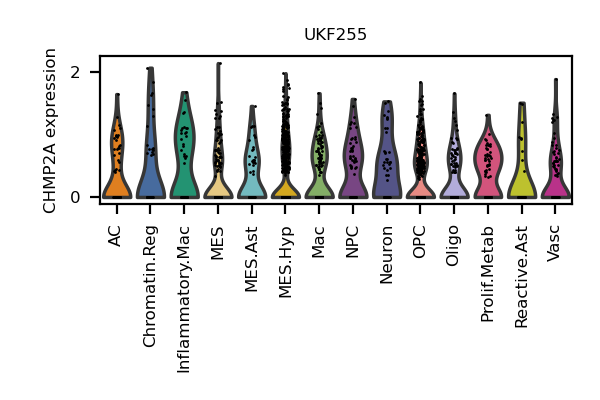 UKF255
CHMP2A expression
2
0
AC
Chromatin.Reg
Inflammatory.Mac
MES
MES.Ast
MES.Hyp
Mac
NPC
Neuron
OPC
Oligo
Prolif.Metab
Reactive.Ast
Vasc